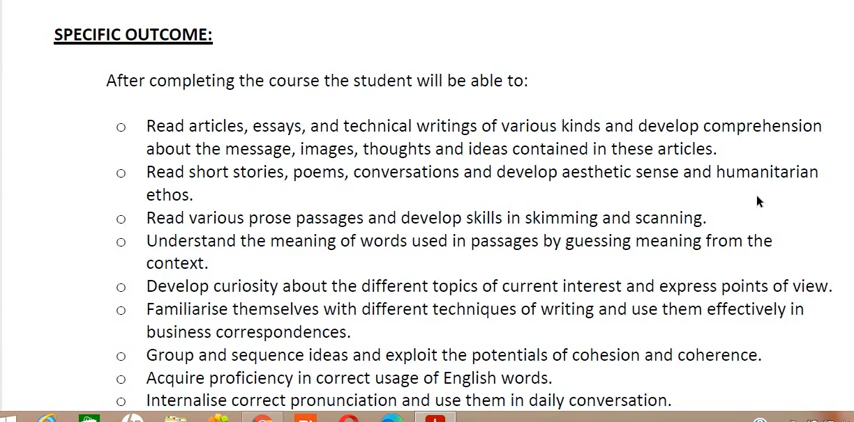 SPECIFIC OUTCOME:
After completing the course the student will be able to:
o Read articles, essays, and technical writings of various kinds and develop comprehension
about the message, images, thoughts and ideas contained in these articles.
o Read short stories, poems, conversations and develop aesthetic sense and humanitarian
ethos.
o Read various prose passages and develop skills in skimming and scanning.
o Understand the meaning of words used in passages by guessing meaning from the
context.
o Develop curiosity about the different topics of current interest and express points of view.
o Familiarise themselves with different techniques of writing and use them effectively in
business correspondences.
o Group and sequence ideas and exploit the potentials of cohesion and coherence.
o Acquire proficiency in correct usage of English words.
o Internalise correct pronunciation and use them in daily conversation.